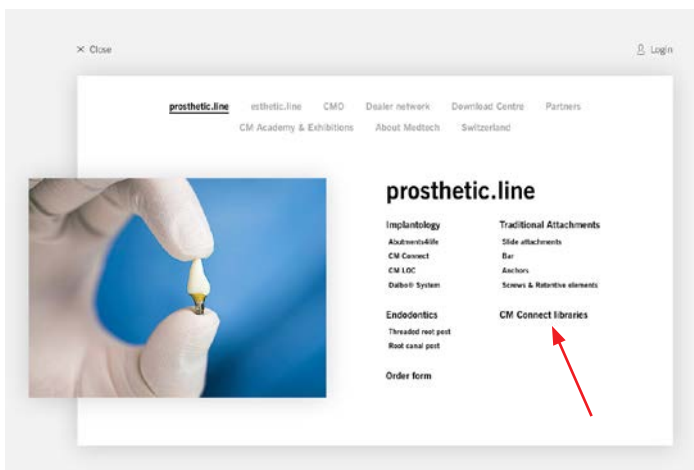 Close
Login
prosthetic.line esthetic.line CMO Dealer network Download Centre Partners
CM Academy & Exhibitions About Medtech Switzerland
prosthetic.line
Implantology
Abutments4life
CM Connect
CM LOC
Dalbo® System
Endodontics
Threaded root post
Root canal post
Order form
Traditional Attachments
Slide attachments
Bar
Anchors
Screws & Retentive elements
CM Connect libraries